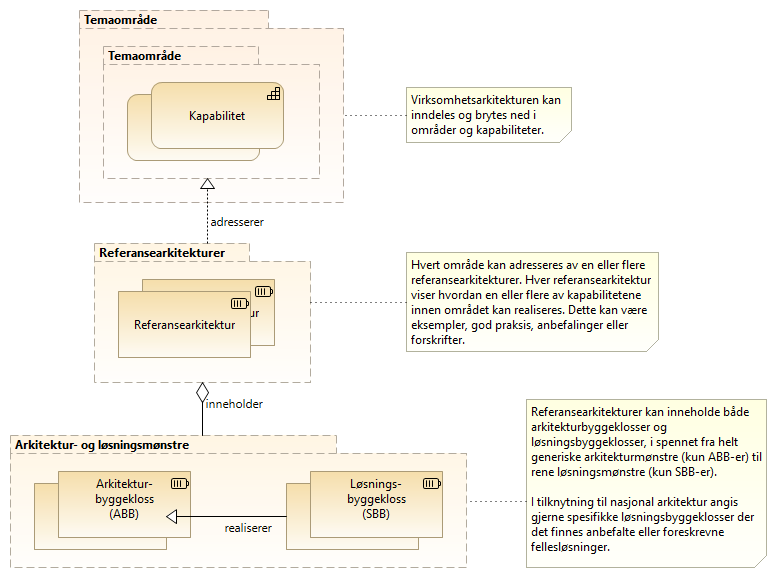 Temaområde
Temaområde
Kapabilitet
Virksomhetsarkitekturen kan
inndeles og brytes ned i
områder og kapabiliteter.
adresserer
Referansearkitekturer
ur
Referansearkitektur
Hvert område kan adresseres av en eller flere
referansearkitekturer. Hver referansearkitektur
viser hvordan en eller flere av kapabilitetene
innen området kan realiseres. Dette kan være
eksempler, god praksis, anbefalinger eller
forskrifter.
inneholder
Arkitektur- og løsningsmønstre
Arkitektur-
byggekloss
(ABB)
realiserer
Løsnings-
byggekloss
(SBB)
Referansearkitekturer kan inneholde både
arkitekturbyggeklosser og
løsningsbyggeklosser, i spennet fra helt
generiske arkitekturmønstre (kun ABB-er) til
rene løsningsmønstre (kun SBB-er).
I tilknytning til nasjonal arkitektur angis
gjerne spesifikke løsningsbyggeklosser der
det finnes anbefalte eller foreskrevne
fellesløsninger.